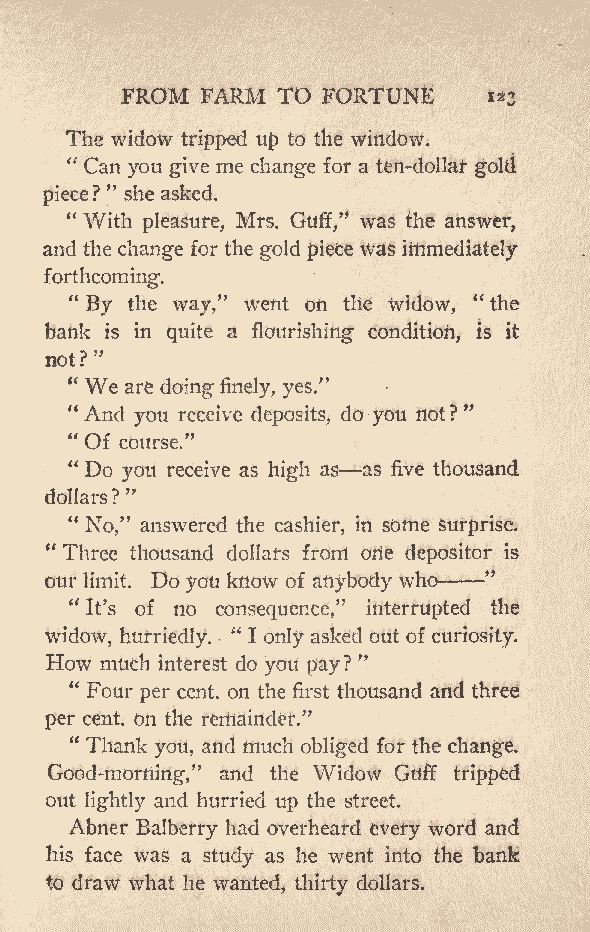 FROM FARM TO FORTUNE 123
The widow tripped up to the window.
" Can you give me change for a ten-dollar gold
piece? " she asked.
" With pleasure, Mrs. Guff," was the answer,
and the change for the gold piece was immediately
forthcoming.
" By the way," went on the widow, " the
bank is in quite a flourishing condition, is it
not? "
" We are doing finely, yes."
" And you receive deposits, do you not? "
" Of course."
" Do you receive as high as—as five thousand
dollars? "
" No," answered the cashier, in some surprise.
" Three thousand dollars from one depositor is
our limit. Do you know of anybody who——"
" It's of no consequence," interrupted the
widow, hurriedly. " I only asked out of curiosity.
How much interest do you pay? "
" Four per cent. on the first thousand and three
per cent. on the remainder."
" Thank you, and much obliged for the change.
Good-morning," and the Widow Guff tripped
out lightly and hurried up the street.
Abner Balberry had overheard every word and
his face was a study as he went into the bank
to draw what he wanted, thirty dollars.